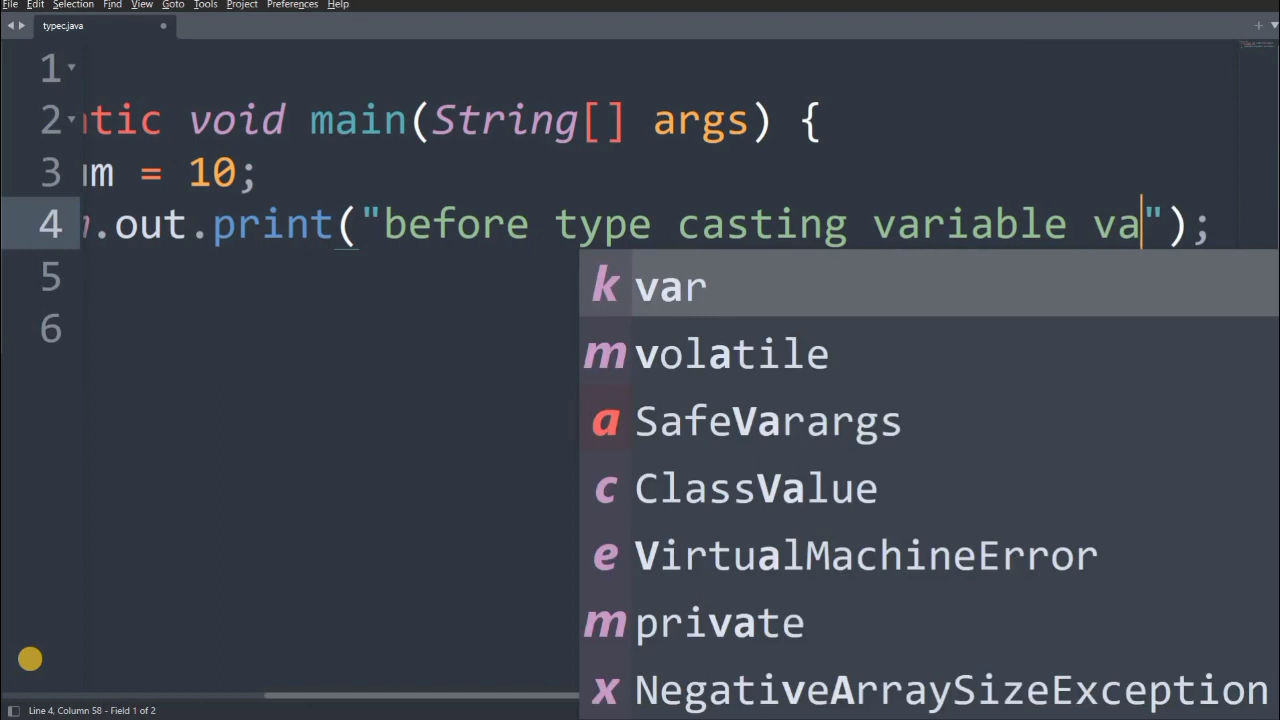 File Edit Selection Find View Goto Tools Project Preferences Help
typec.java
1
2 tic void main(String[] args) {
3 um = 10;
4 .out.print("before type casting variable va");
5
6
k var
m volatile
a SafeVarargs
c ClassValue
e VirtualMachineError
m private
x NegativeArraySizeException
Line 4, Column 58 - Field 1 of 2